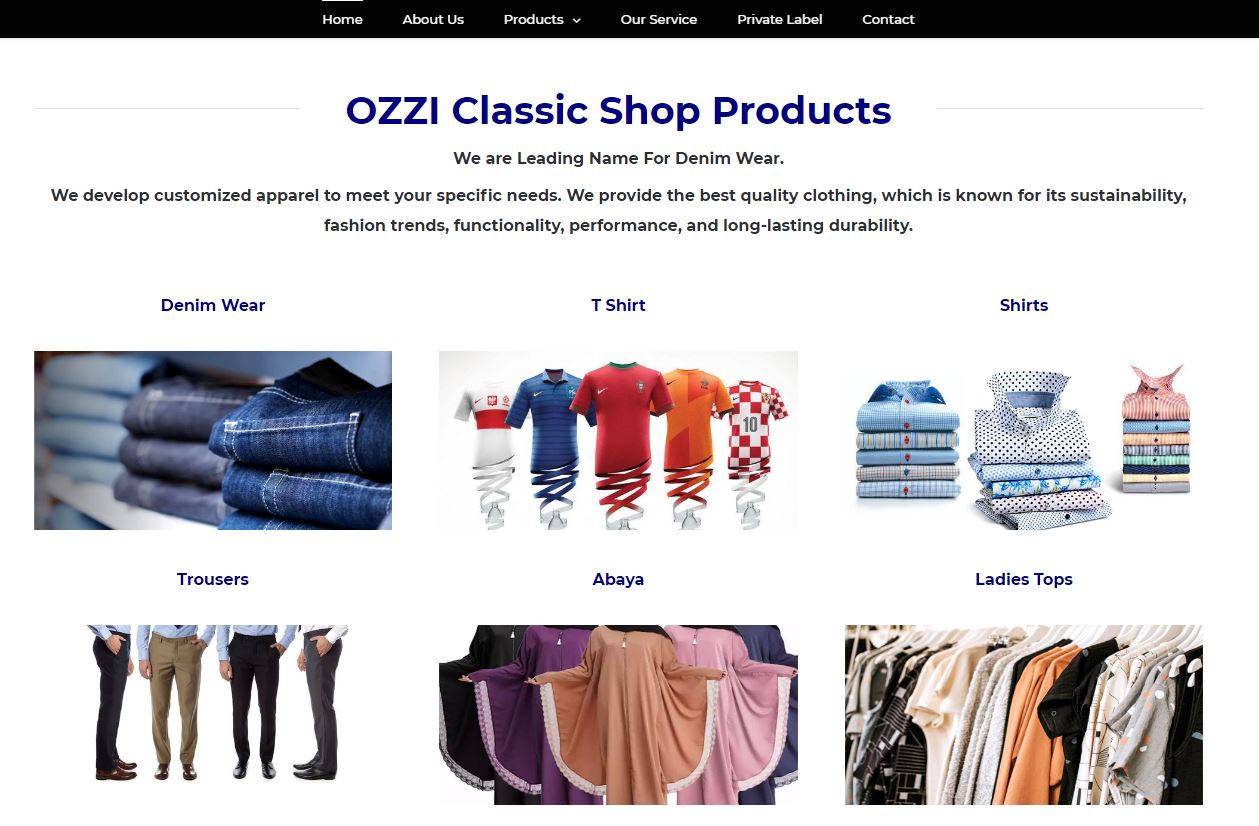 Home About Us Products Our Service Private Label Contact
OZZI Classic Shop Products
We are Leading Name For Denim Wear.
We develop customized apparel to meet your specific needs. We provide the best quality clothing, which is known for its sustainability,
fashion trends, functionality, performance, and long-lasting durability.
Denim Wear T Shirt Shirts
10
Trousers Abaya Ladies Tops